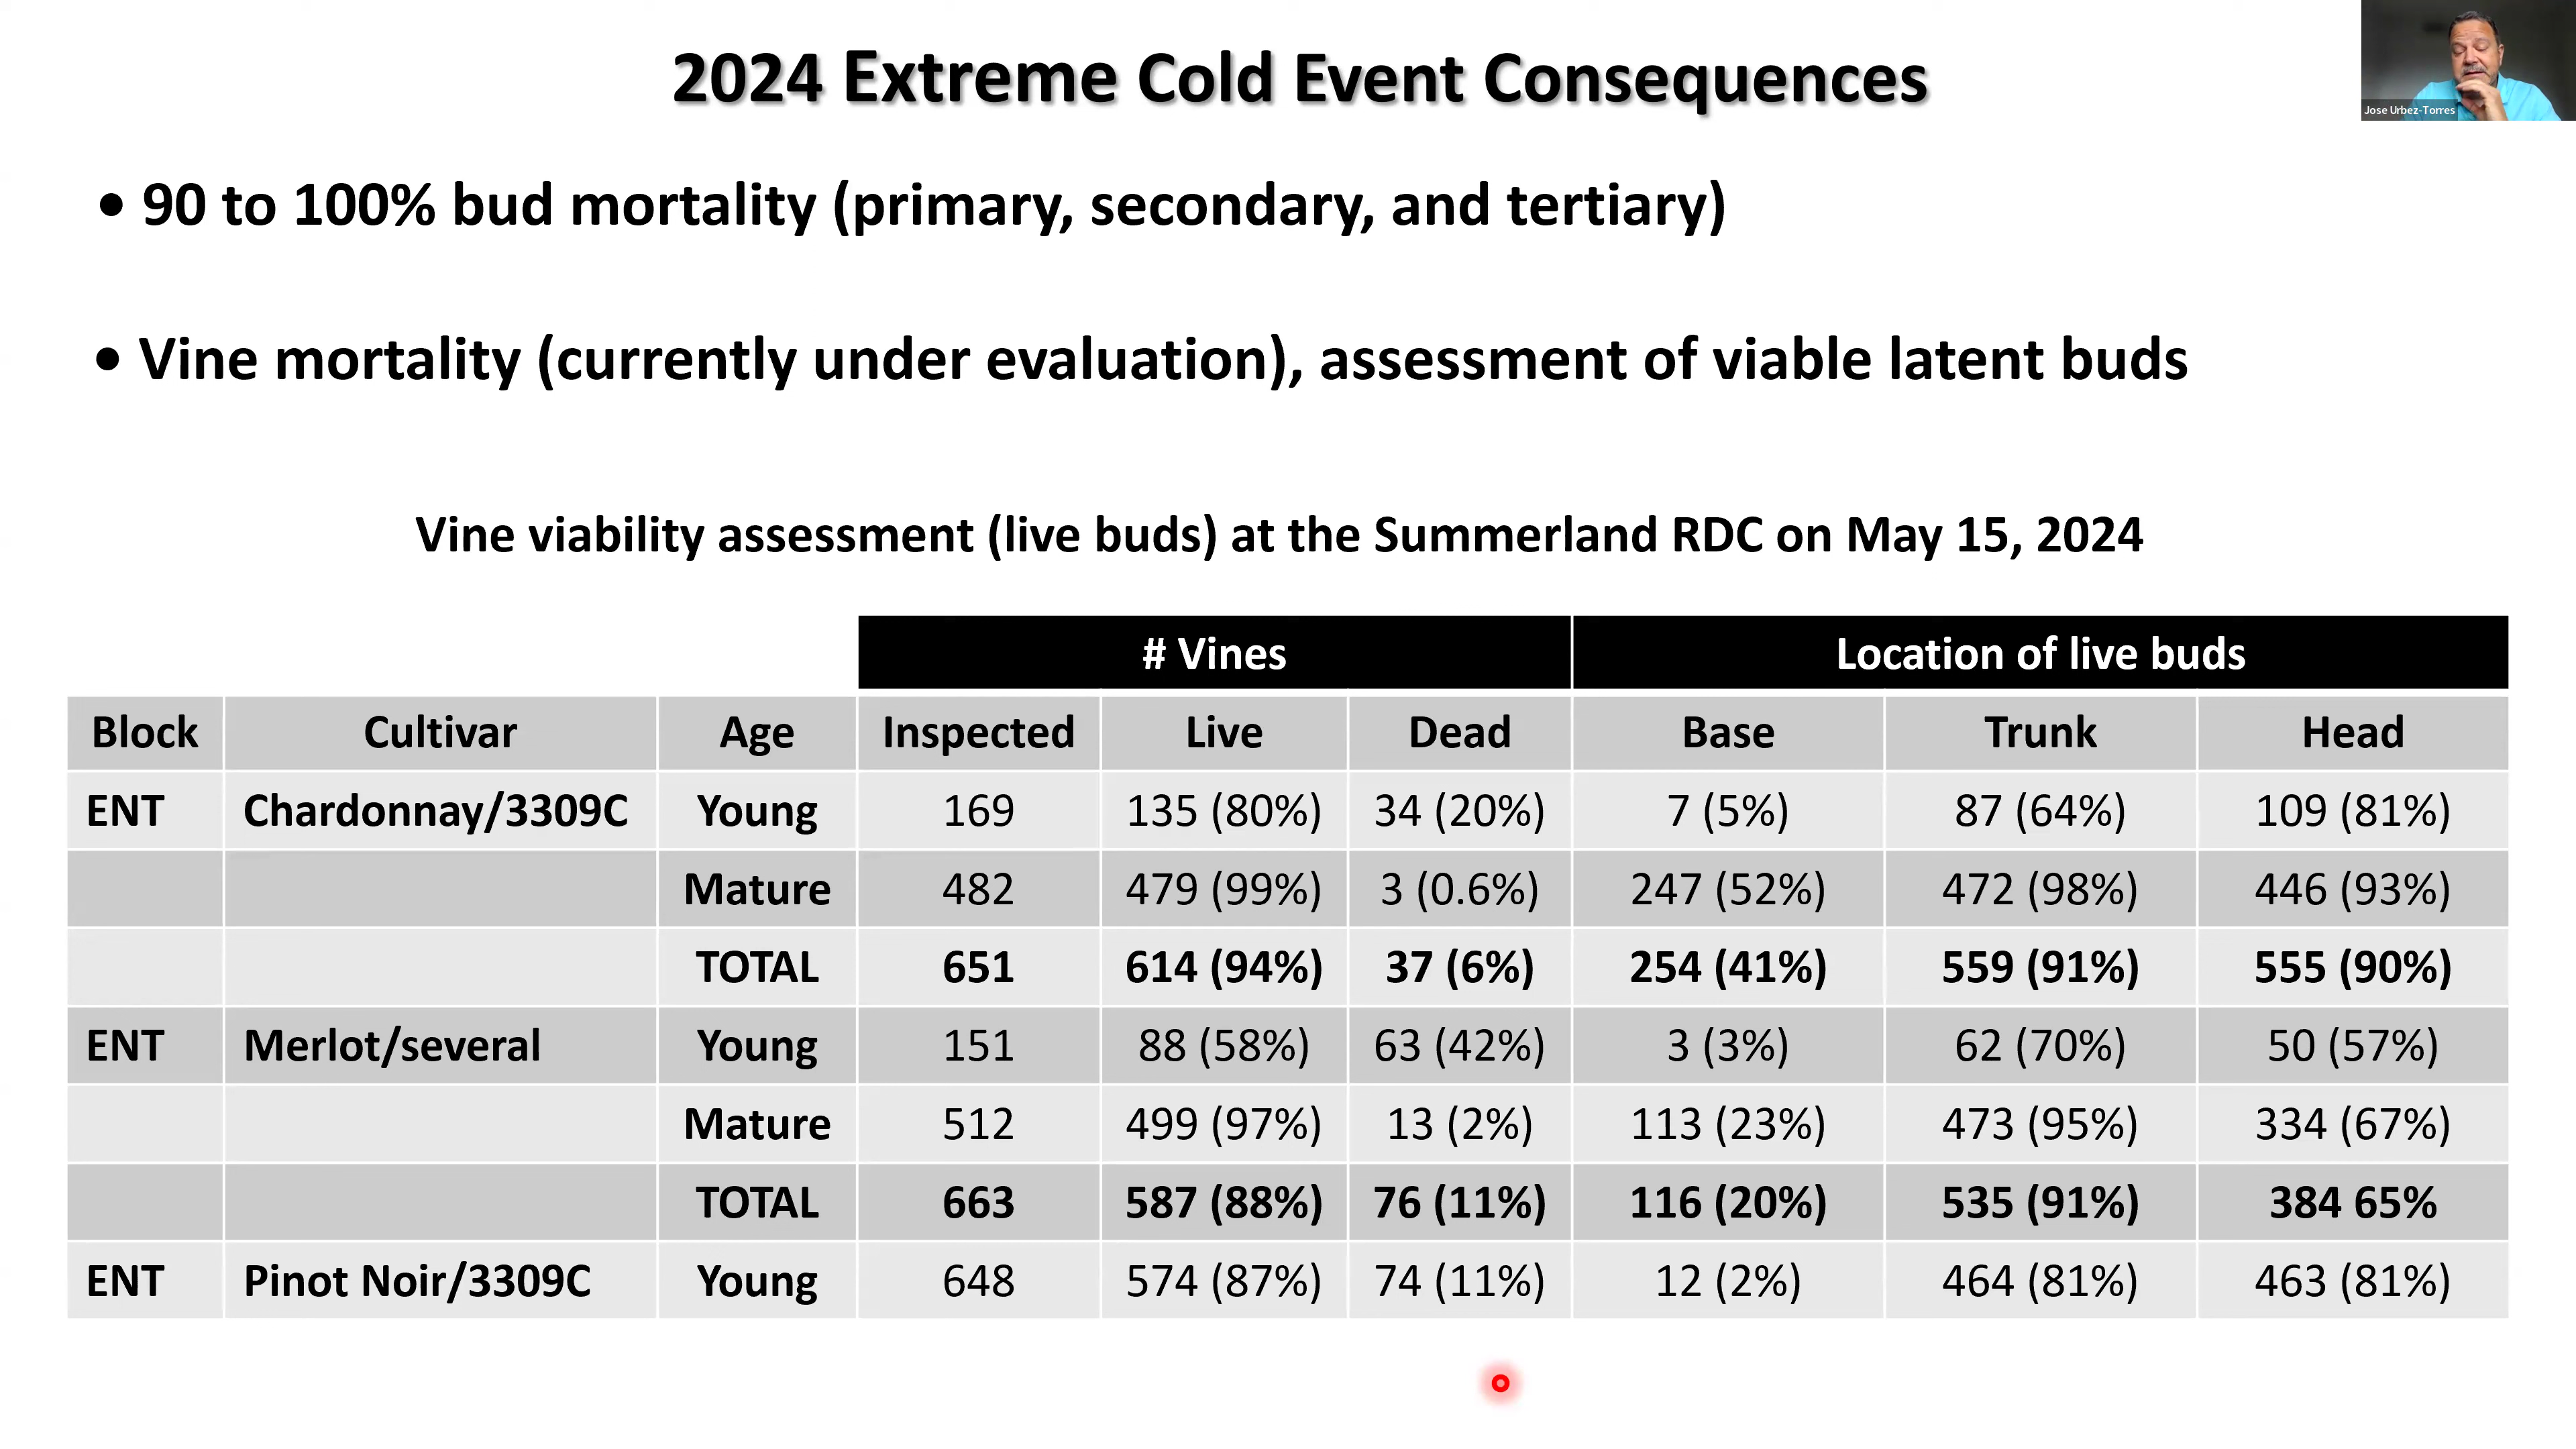 2024 Extreme Cold Event Consequences
Jose Urbez-Torres
• 90 to 100% bud mortality (primary, secondary, and tertiary)
• Vine mortality (currently under evaluation), assessment of viable latent buds
Vine viability assessment (live buds) at the Summerland RDC on May 15, 2024
# Vines Location of live buds
Block Cultivar Age Inspected Live Dead Base Trunk Head
ENT Chardonnay/3309C Young 169 135 (80%) 34 (20%) 7 (5%) 87 (64%) 109 (81%)
Mature 482 479 (99%) 3 (0.6%) 247 (52%) 472 (98%) 446 (93%)
TOTAL 651 614 (94%) 37 (6%) 254 (41%) 559 (91%) 555 (90%)
ENT Merlot/several Young 151 88 (58%) 63 (42%) 3 (3%) 62 (70%) 50 (57%)
Mature 512 499 (97%) 13 (2%) 113 (23%) 473 (95%) 334 (67%)
TOTAL 663 587 (88%) 76 (11%) 116 (20%) 535 (91%) 384 65%
ENT Pinot Noir/3309C Young 648 574 (87%) 74 (11%) 12 (2%) 464 (81%) 463 (81%)